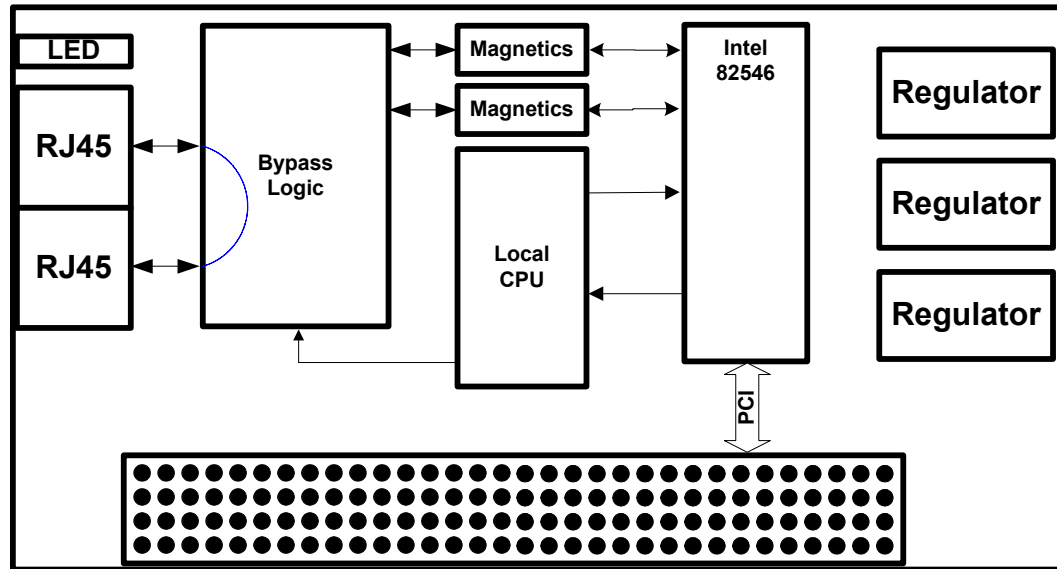 LED
RJ45
RJ45
Bypass
Logic
Magnetics
Magnetics
Local
CPU
Intel
82546
PCI
Regulator
Regulator
Regulator